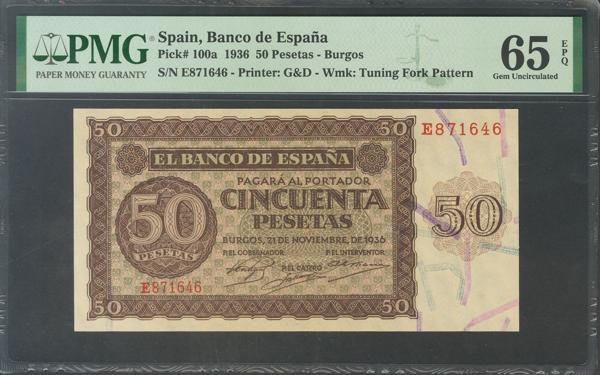 PMG®
PAPER MONEY GUARANTY
Spain, Banco de España
Pick# 100a 1936 50 Pesetas - Burgos
S/N E871646 - Printer: G&D - Wmk: Tuning Fork Pattern
65 EPQ
Gem Uncirculated
50
50
E871646
EL BANCO DE ESPAÑA
PAGARÁ AL PORTADOR
CINCUENTA
PESETAS
50
PESETAS
50
BURGOS, 21 DE NOVIEMBRE, DE 1936
P. EL GOBERNADOR
P. EL INTERVENTOR
P. EL CAJERO
E871646
50
50